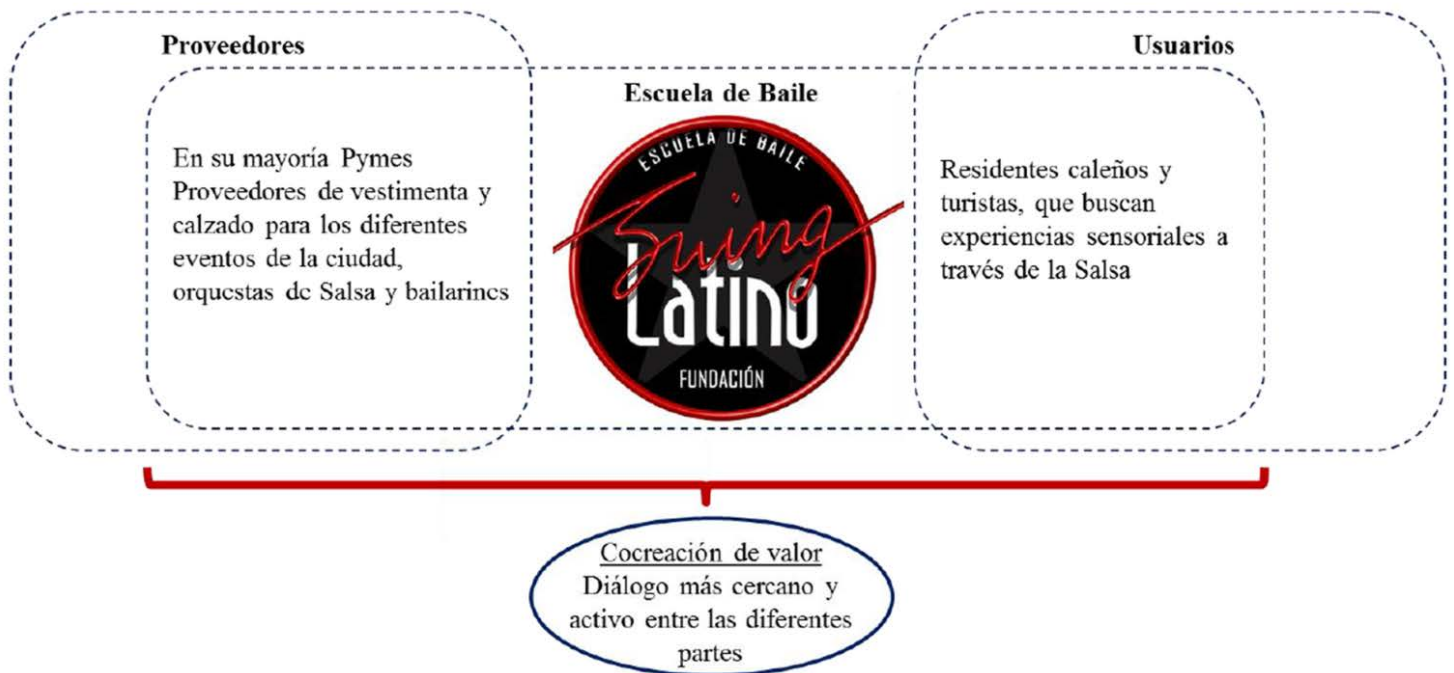 Proveedores
En su mayoría Pymes
Proveedores de vestimenta y
calzado para los diferentes
eventos de la ciudad,
orquestas de Salsa y bailarines
Escuela de Baile
ESCUELA DE BAILE
Swing
Latino
FUNDACIÓN
Usuarios
Residentes caleños y
turistas, que buscan
experiencias sensoriales a
través de la Salsa
Cocreación de valor
Diálogo más cercano y
activo entre las diferentes
partes